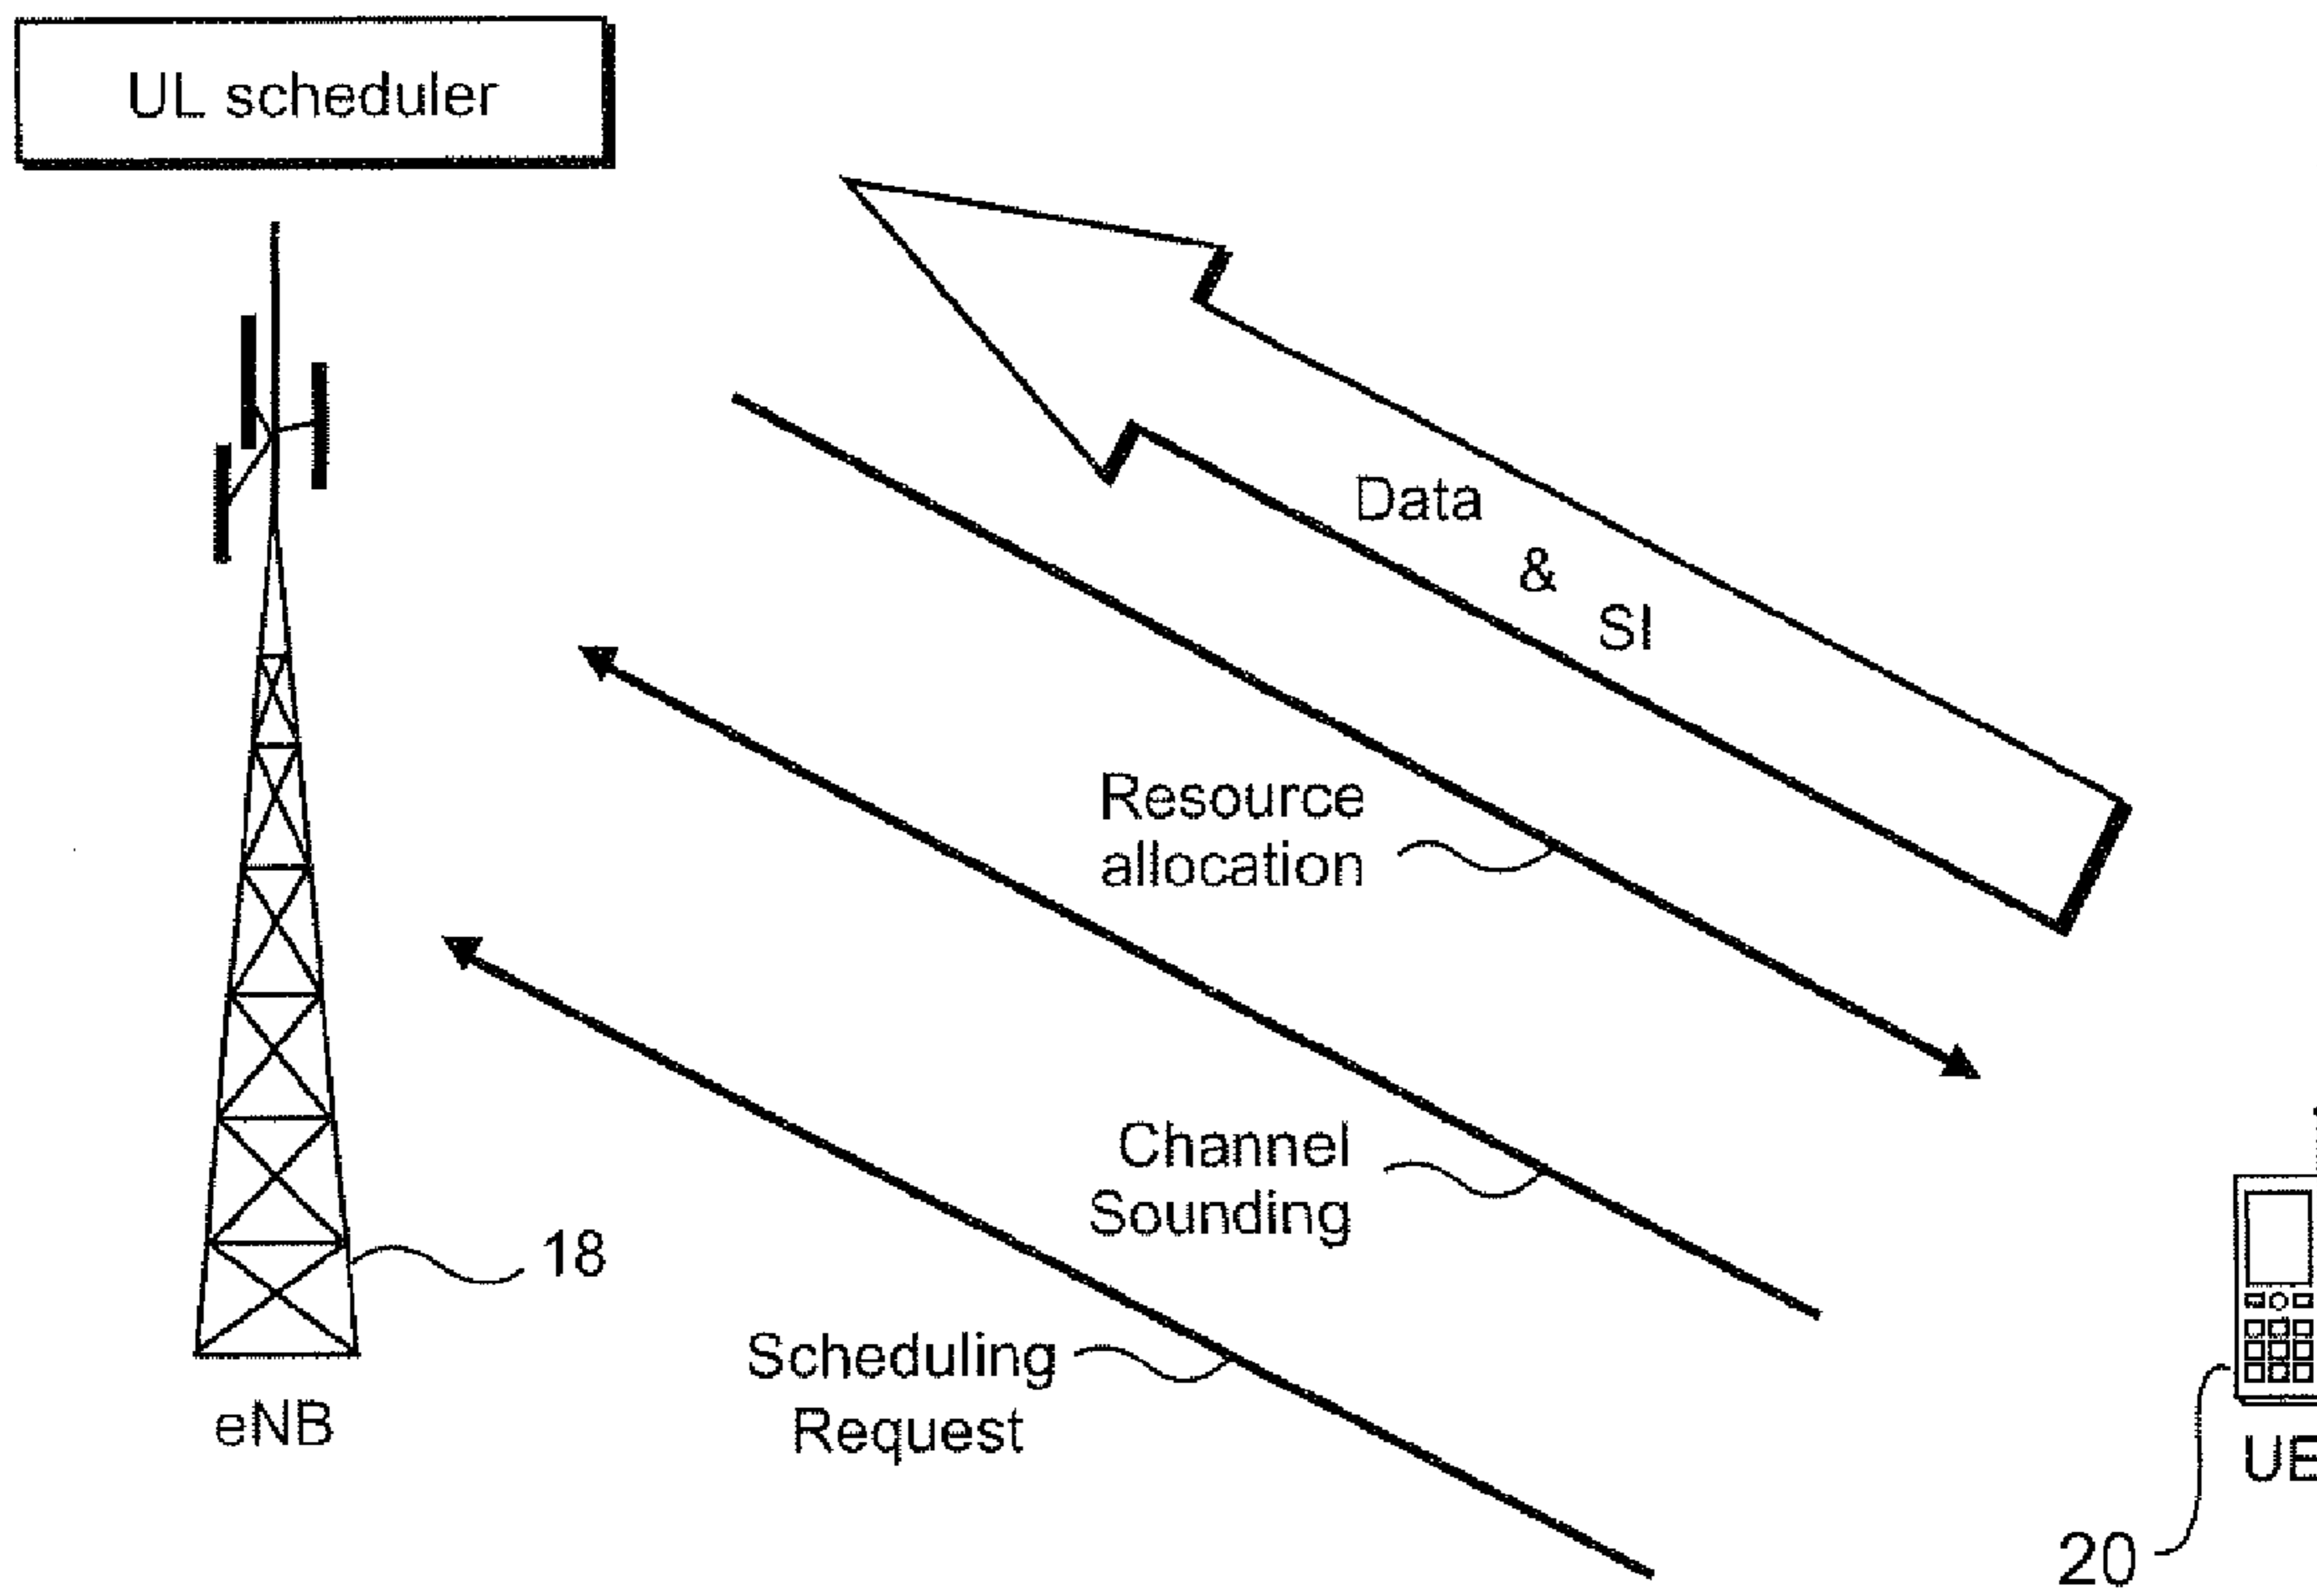 UL scheduler
Data
&
SI
Resource
allocation
Channel
Sounding
18
Scheduling
Request
eNB
UE
20